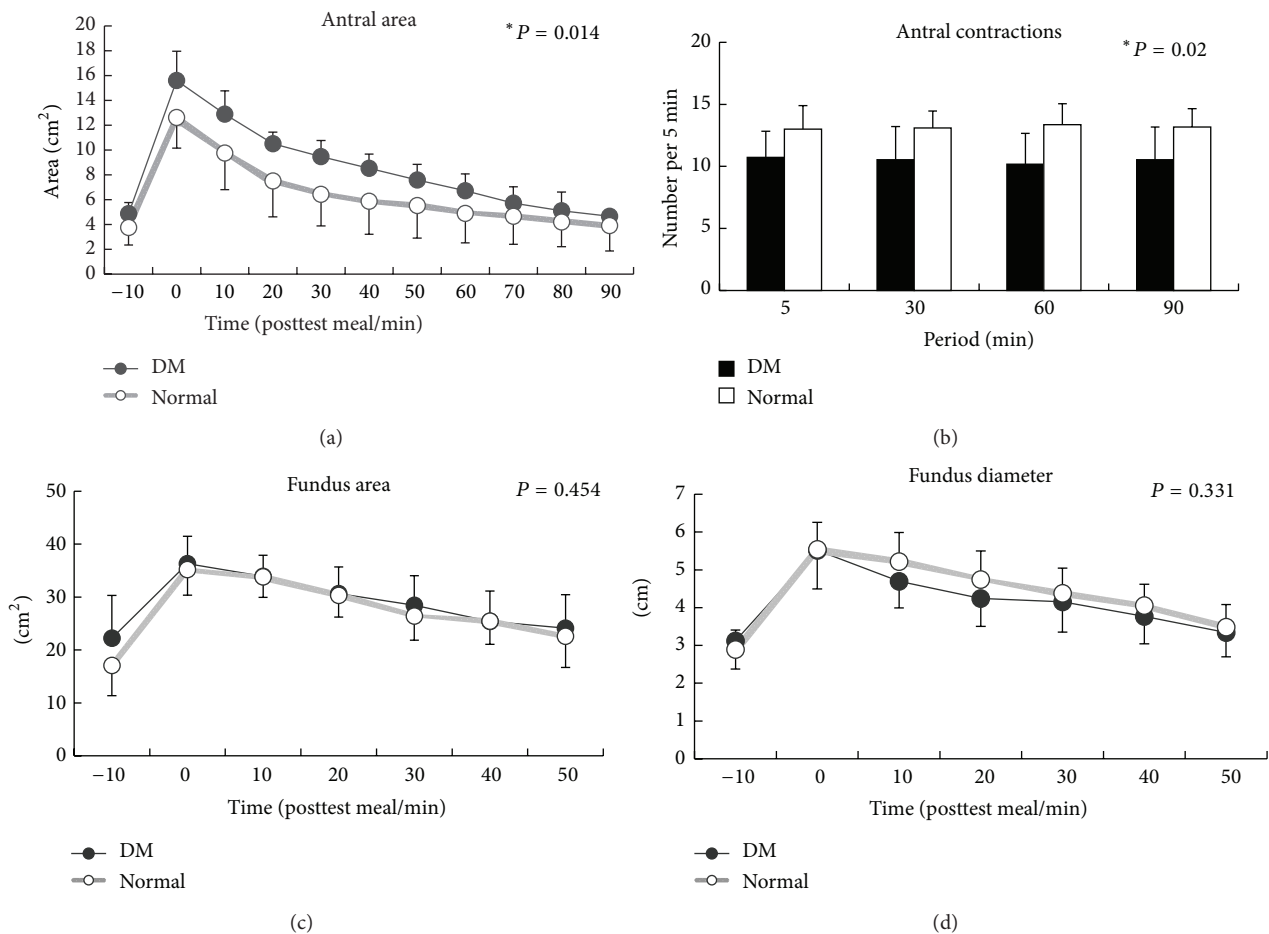 Antral area
* P = 0.014
Area (cm²)
20
18
16
14
12
10
8
6
4
2
0
−10 0 10 20 30 40 50 60 70 80 90
Time (posttest meal/min)
DM
Normal
(a)
Antral contractions
* P = 0.02
Number per 5 min
20
15
10
5
0
5 30 60 90
Period (min)
DM
Normal
(b)
Fundus area
P = 0.454
(cm²)
50
40
30
20
10
0
−10 0 10 20 30 40 50
Time (posttest meal/min)
DM
Normal
(c)
Fundus diameter
P = 0.331
(cm)
7
6
5
4
3
2
1
0
−10 0 10 20 30 40 50
Time (posttest meal/min)
DM
Normal
(d)